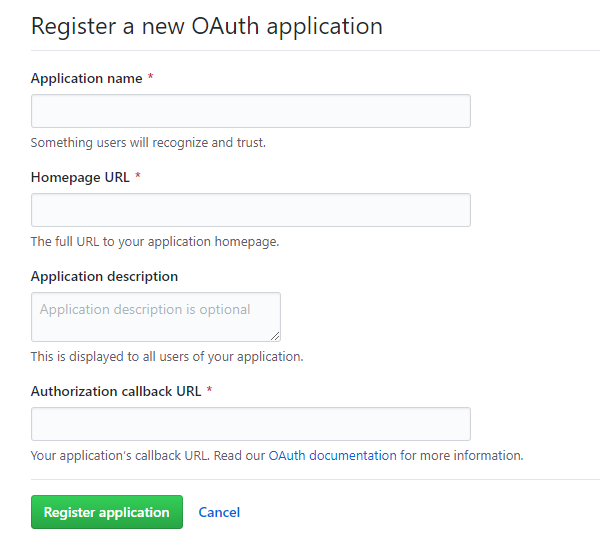 Register a new OAuth application
Application name *
Something users will recognize and trust.
Homepage URL *
The full URL to your application homepage.
Application description
Application description is optional
This is displayed to all users of your application.
Authorization callback URL *
Your application's callback URL. Read our OAuth documentation for more information.
Register application Cancel